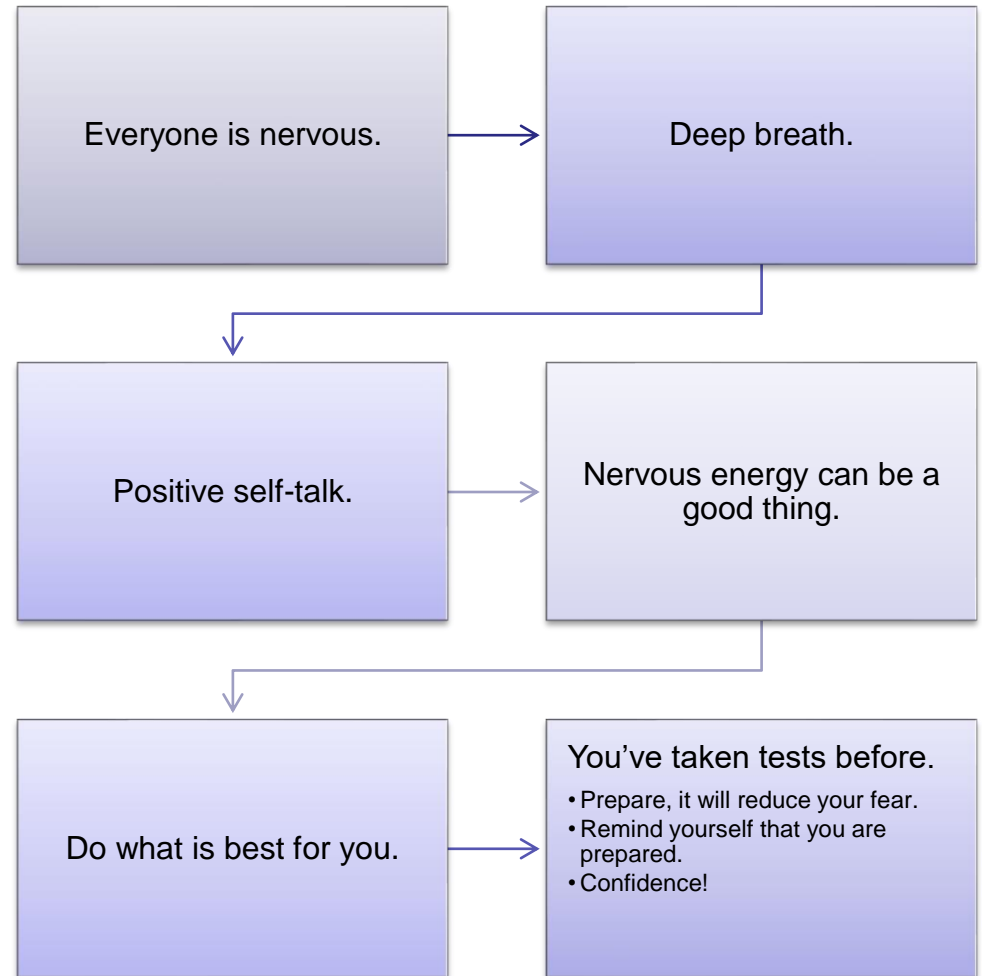 Everyone is nervous.
Deep breath.
Positive self-talk.
Nervous energy can be a
good thing.
Do what is best for you.
You’ve taken tests before.
• Prepare, it will reduce your fear.
• Remind yourself that you are
prepared.
• Confidence!